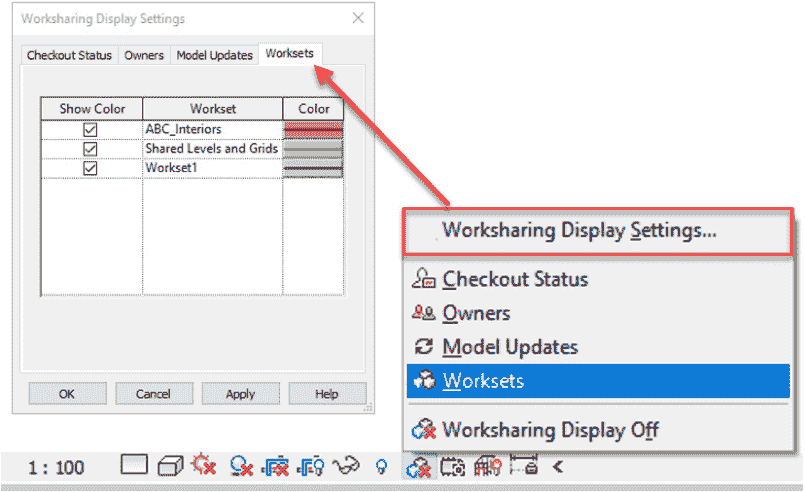 Worksharing Display Settings
Checkout Status Owners Model Updates Worksets
Show Color Workset Color
ABC_Interiors
Shared Levels and Grids
Workset1
OK Cancel Apply Help
Worksharing Display Settings...
Checkout Status
Owners
Model Updates
Worksets
Worksharing Display Off
1 : 100